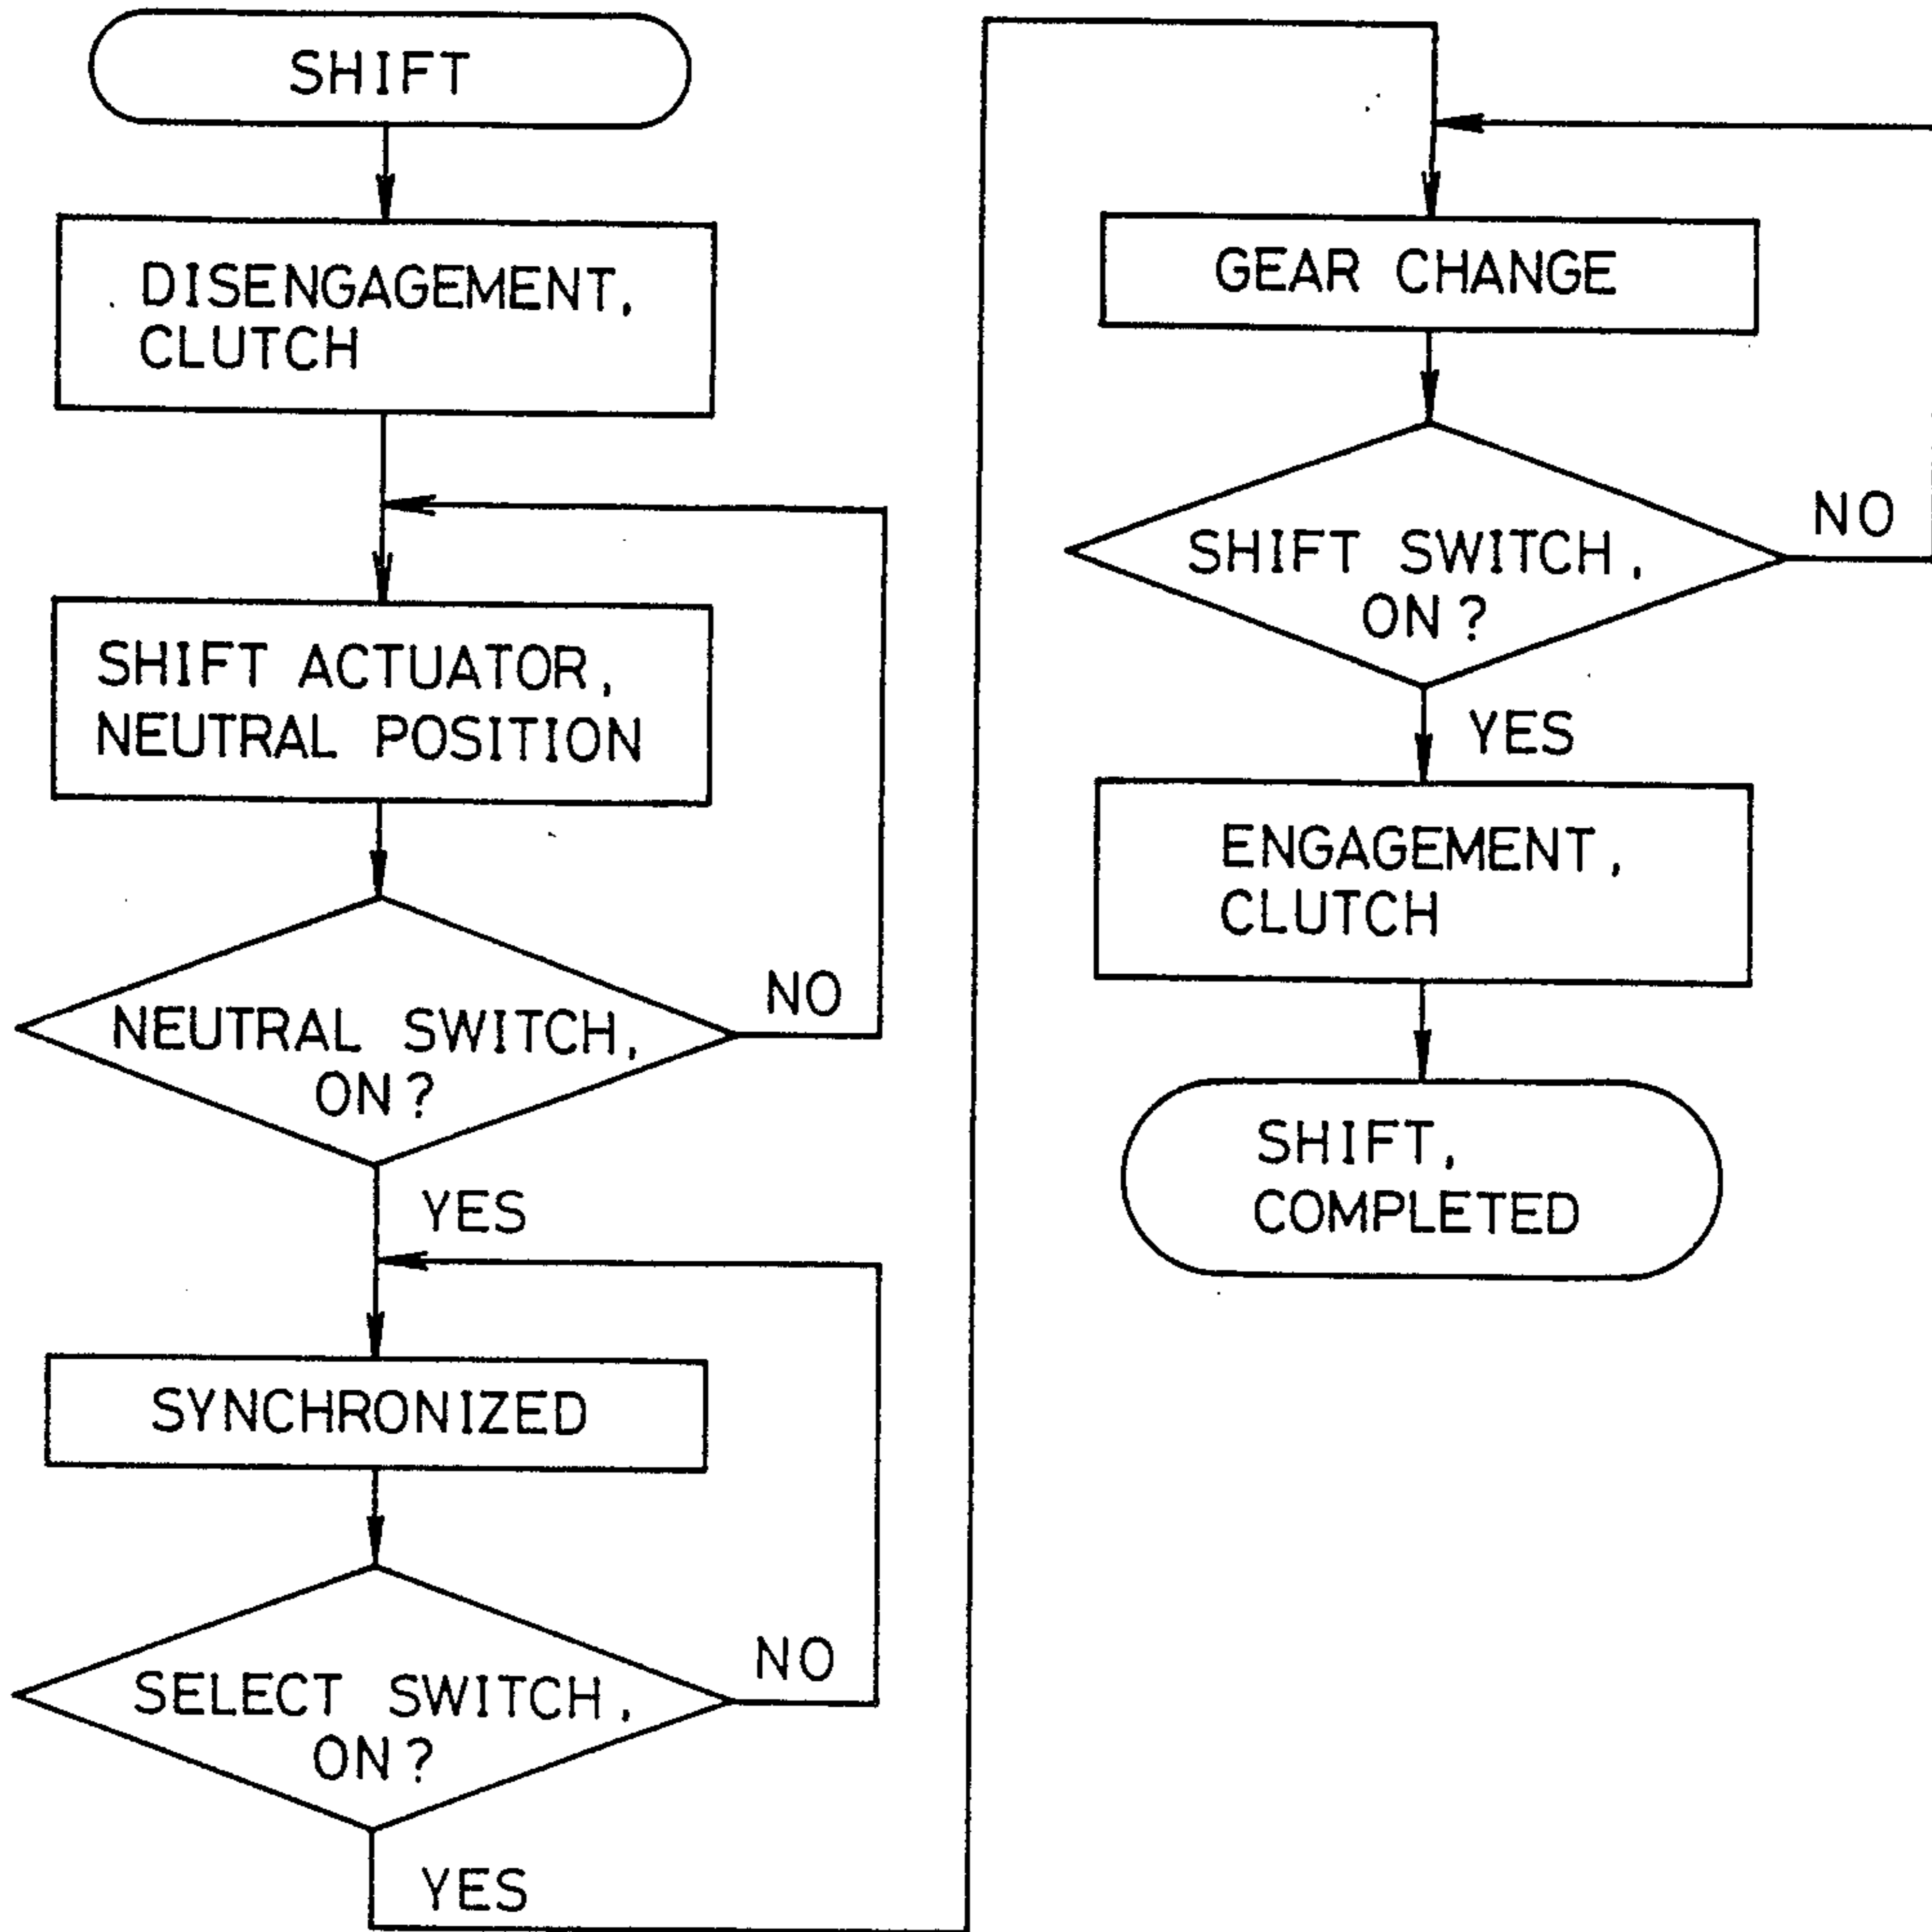 SHIFT
DISENGAGEMENT,
CLUTCH
SHIFT ACTUATOR,
NEUTRAL POSITION
NEUTRAL SWITCH,
ON?
NO
YES
SYNCHRONIZED
SELECT SWITCH,
ON?
NO
YES
GEAR CHANGE
SHIFT SWITCH,
ON?
NO
YES
ENGAGEMENT,
CLUTCH
SHIFT,
COMPLETED